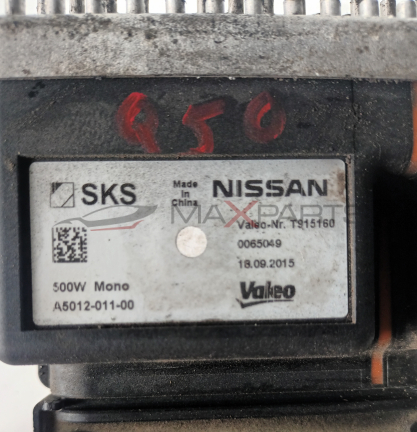 Q50
SKS
Made
in
China
NISSAN
MAXPARTS
Valeo-Nr. T915160
0065049
18.09.2015
500W Mono
A5012-011-00
Valeo